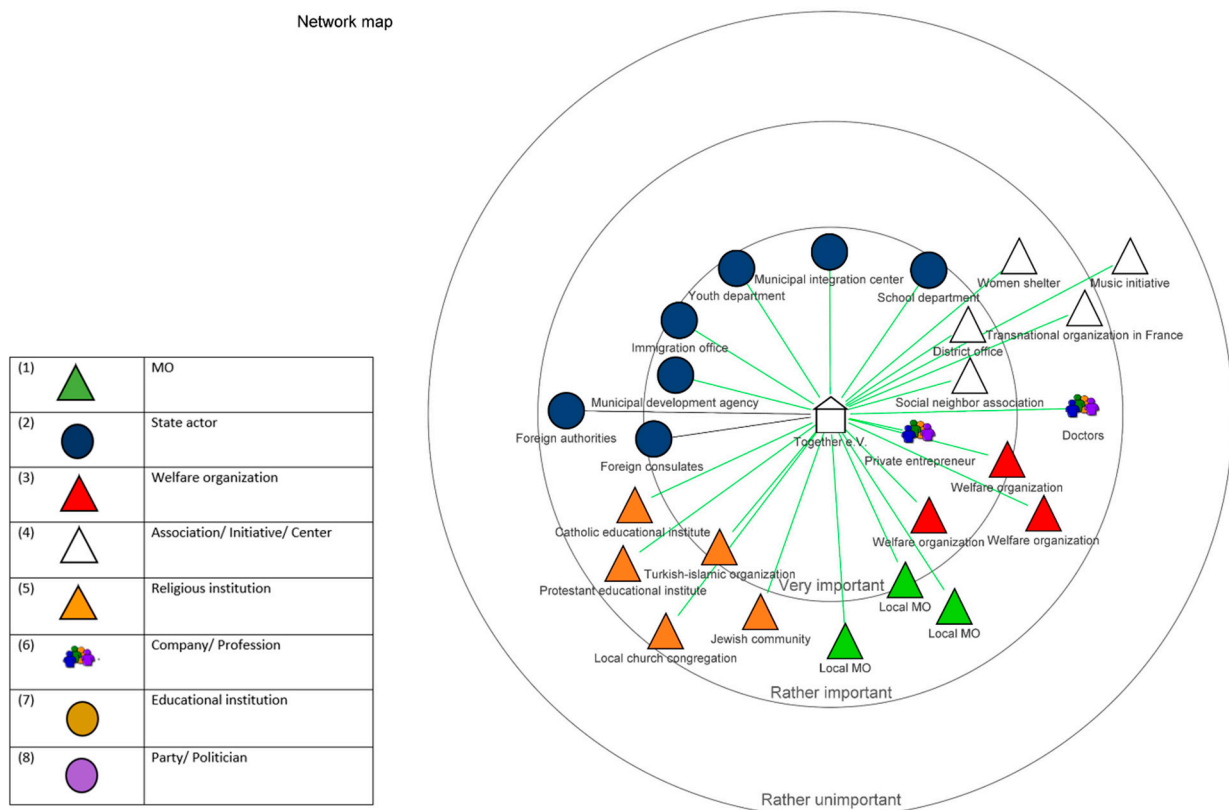 Network map
(1) MO
(2) State actor
(3) Welfare organization
(4) Association/ Initiative/ Center
(5) Religious institution
(6) Company/ Profession
(7) Educational institution
(8) Party/ Politician
Municipal integration center
Youth department
School department
Women shelter
Music initiative
Immigration office
District office
Transnational organization in France
Municipal development agency
Social neighbor association
Foreign authorities
Together e.V.
Doctors
Foreign consulates
Private entrepreneur
Welfare organization
Catholic educational institute
Welfare organization
Welfare organization
Turkish-islamic organization
Protestant educational institute
Very important
Local MO
Local MO
Jewish community
Local church congregation
Local MO
Rather important
Rather unimportant